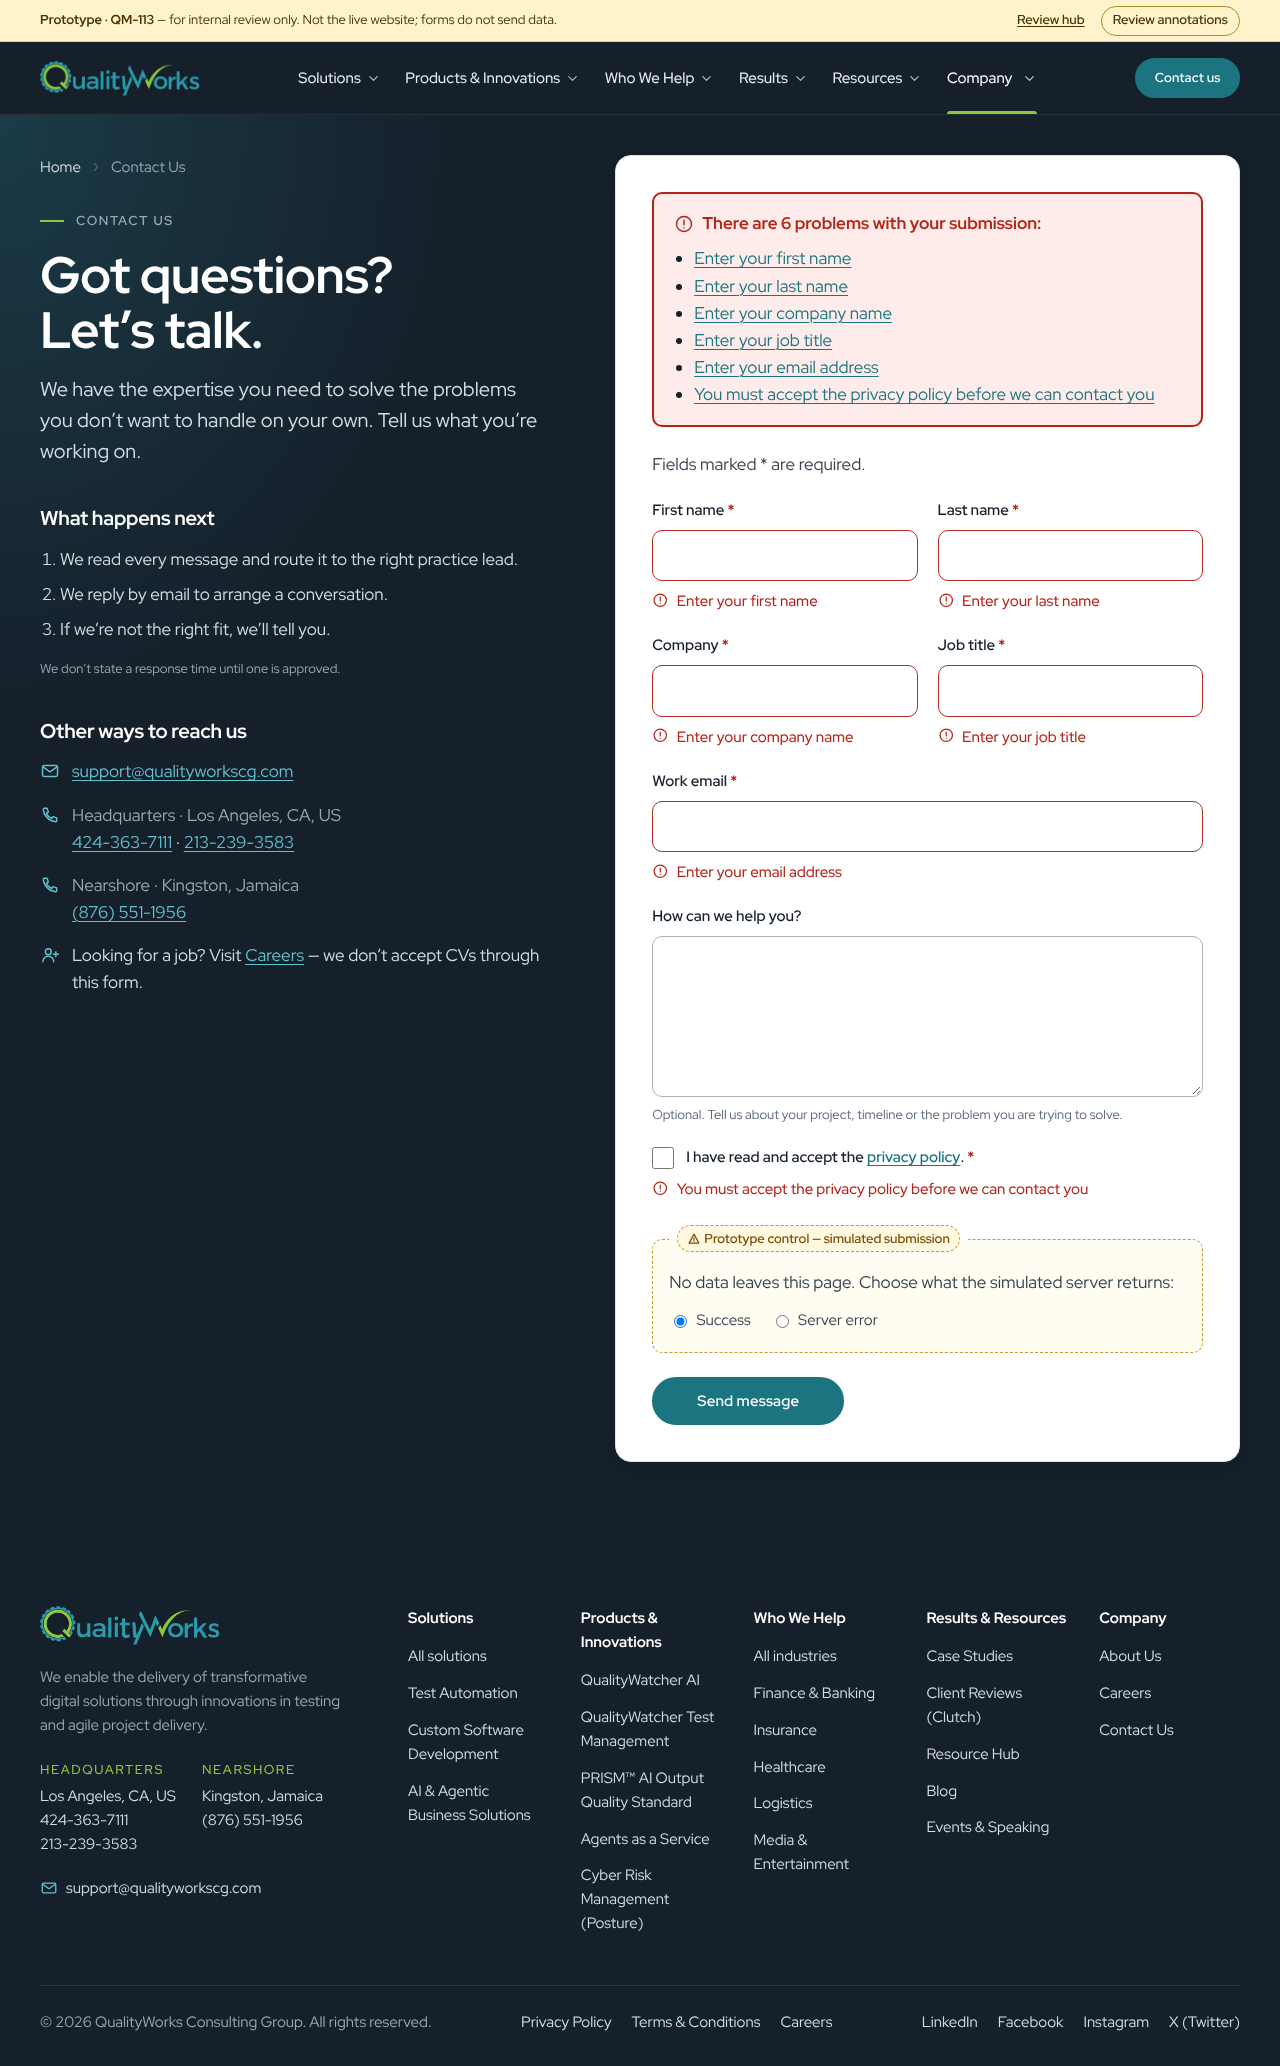 Prototype · QM-113 — for internal review only. Not the live website; forms do not send data.
Review hub
Review annotations
QualityWorks
Solutions
Products & Innovations
Who We Help
Results
Resources
Company
Contact us
Home
Contact Us
CONTACT US
Got questions?
Let’s talk.
We have the expertise you need to solve the problems
you don’t want to handle on your own. Tell us what you’re
working on.
What happens next
1. We read every message and route it to the right practice lead.
2. We reply by email to arrange a conversation.
3. If we’re not the right fit, we’ll tell you.
We don’t state a response time until one is approved.
Other ways to reach us
support@qualityworkscg.com
Headquarters · Los Angeles, CA, US
424-363-7111 · 213-239-3583
Nearshore · Kingston, Jamaica
(876) 551-1956
Looking for a job? Visit Careers — we don’t accept CVs through
this form.
There are 6 problems with your submission:
Enter your first name
Enter your last name
Enter your company name
Enter your job title
Enter your email address
You must accept the privacy policy before we can contact you
Fields marked * are required.
First name *
Last name *
Enter your first name
Enter your last name
Company *
Job title *
Enter your company name
Enter your job title
Work email *
Enter your email address
How can we help you?
Optional. Tell us about your project, timeline or the problem you are trying to solve.
I have read and accept the privacy policy. *
You must accept the privacy policy before we can contact you
Prototype control — simulated submission
No data leaves this page. Choose what the simulated server returns:
Success
Server error
Send message
QualityWorks
We enable the delivery of transformative
digital solutions through innovations in testing
and agile project delivery.
HEADQUARTERS
Los Angeles, CA, US
424-363-7111
213-239-3583
NEARSHORE
Kingston, Jamaica
(876) 551-1956
support@qualityworkscg.com
Solutions
All solutions
Test Automation
Custom Software
Development
AI & Agentic
Business Solutions
Products &
Innovations
QualityWatcher AI
QualityWatcher Test
Management
PRISM™ AI Output
Quality Standard
Agents as a Service
Cyber Risk
Management
(Posture)
Who We Help
All industries
Finance & Banking
Insurance
Healthcare
Logistics
Media &
Entertainment
Results & Resources
Case Studies
Client Reviews
(Clutch)
Resource Hub
Blog
Events & Speaking
Company
About Us
Careers
Contact Us
© 2026 QualityWorks Consulting Group. All rights reserved.
Privacy Policy
Terms & Conditions
Careers
LinkedIn
Facebook
Instagram
X (Twitter)